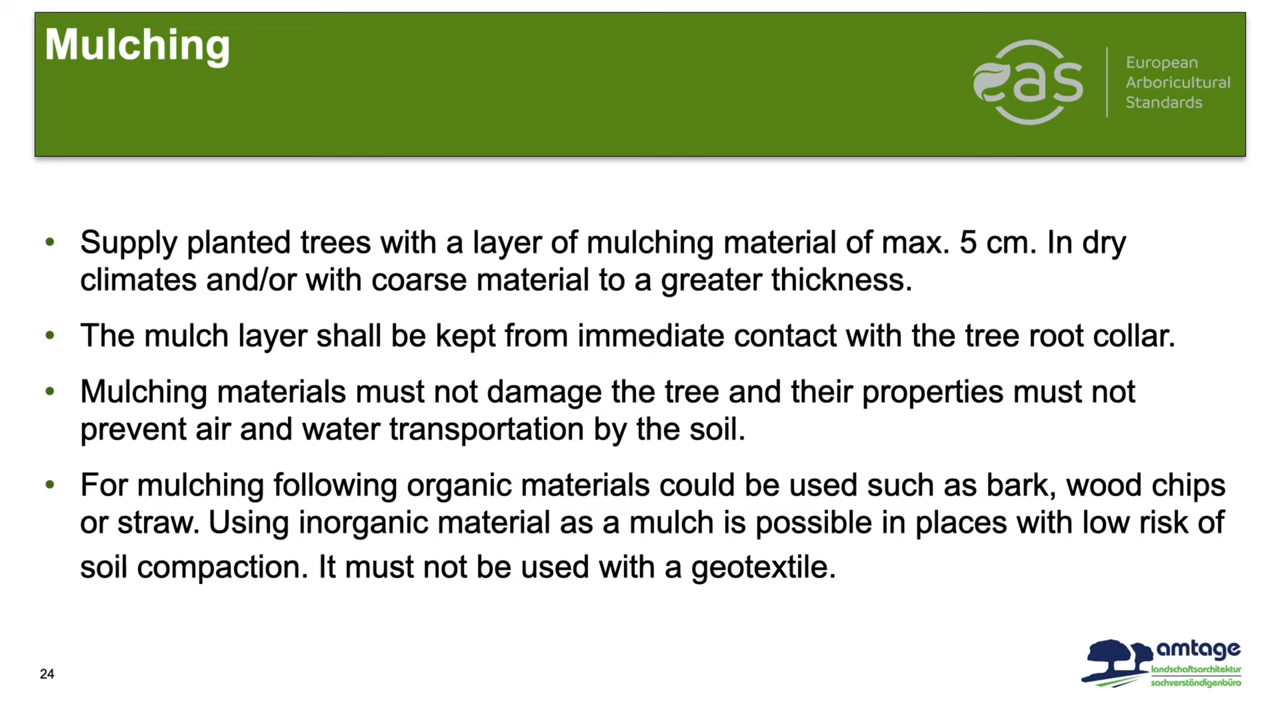 Mulching
eas
European
Arboricultural
Standards
• Supply planted trees with a layer of mulching material of max. 5 cm. In dry
climates and/or with coarse material to a greater thickness.
• The mulch layer shall be kept from immediate contact with the tree root collar.
• Mulching materials must not damage the tree and their properties must not
prevent air and water transportation by the soil.
• For mulching following organic materials could be used such as bark, wood chips
or straw. Using inorganic material as a mulch is possible in places with low risk of
soil compaction. It must not be used with a geotextile.
24
amtage
landschaftsarchitektur
sachverständigenbüro